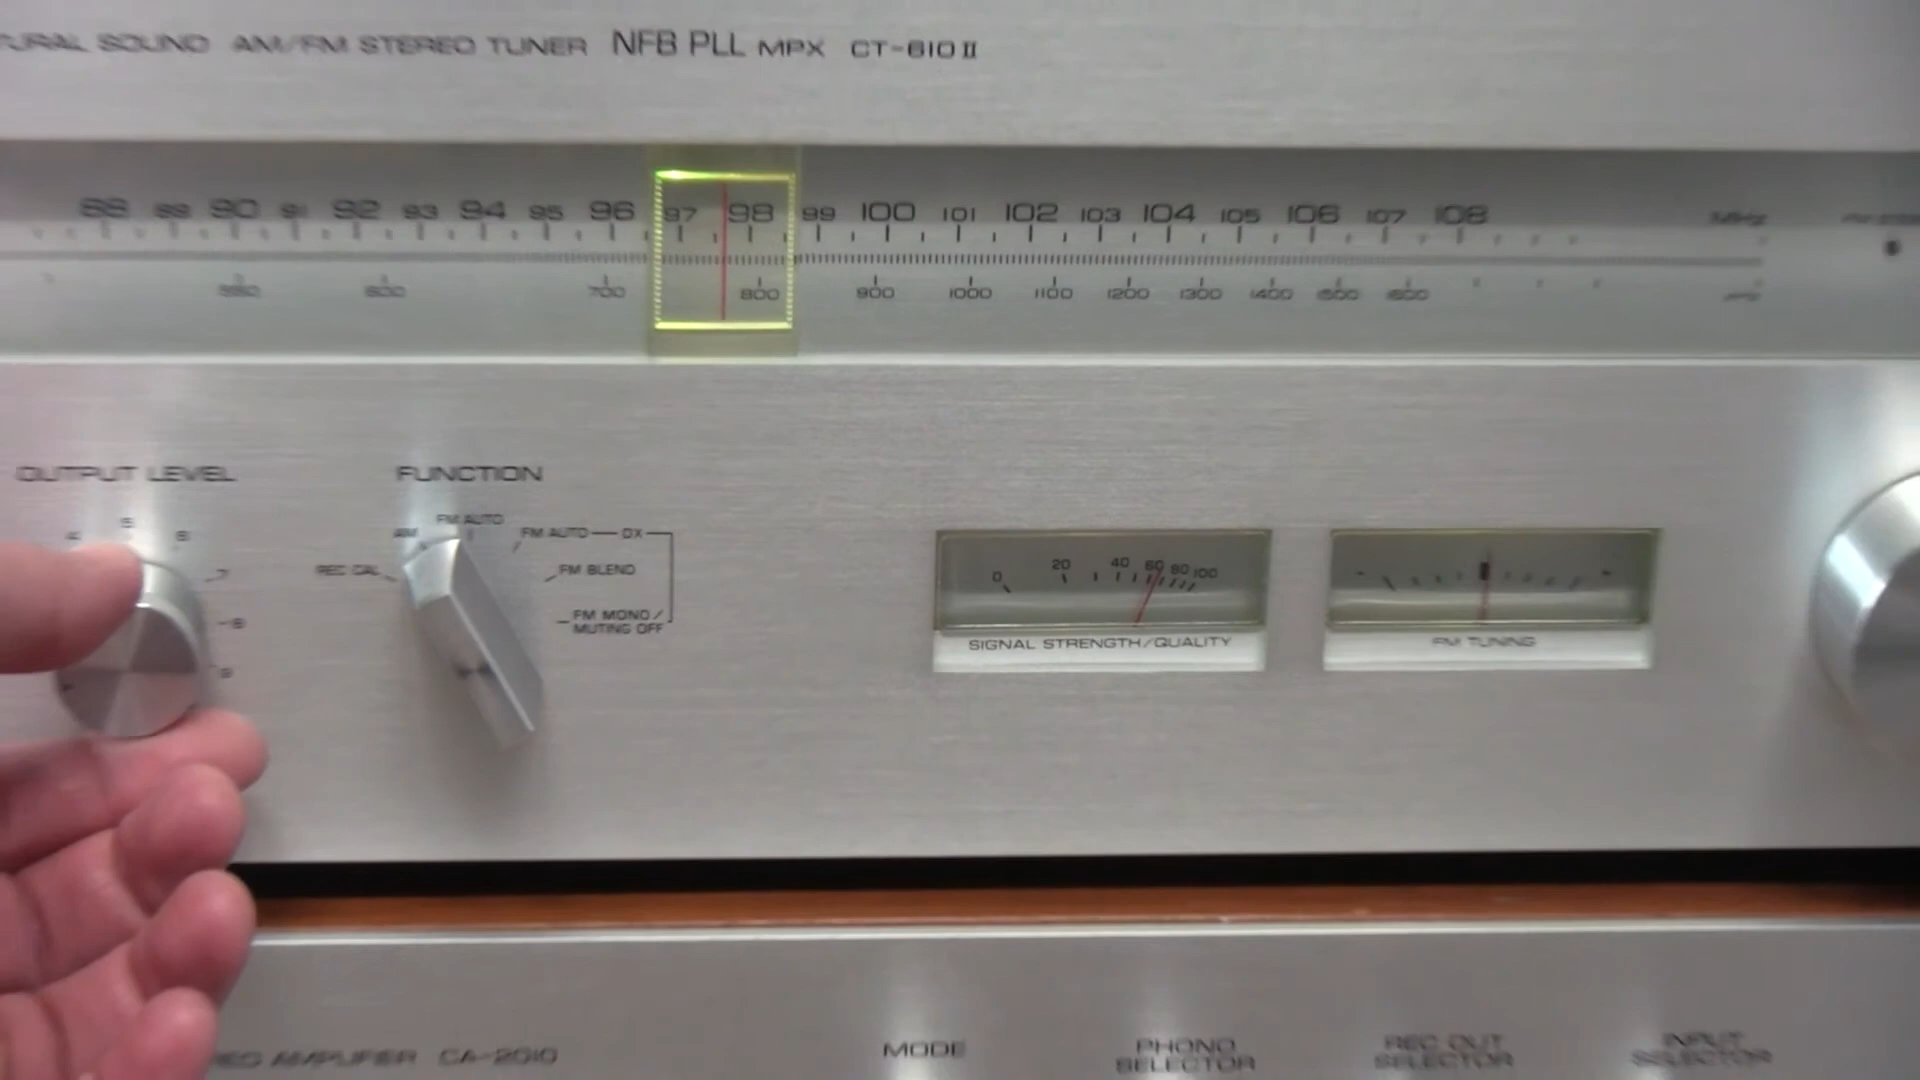 SOUND AM/FM STEREO TUNER NFB PLL MPX CT-610 II
88 89 90 91 92 93 94 95 96 97 98 99 100 101 102 103 104 105 106 107 108 MHz
550 600 700 800 900 1000 1100 1200 1300 1400 1500 1600
OUTPUT LEVEL
4 5 6 7 8 9
FUNCTION
REC CAL AM FM AUTO FM AUTO DX
FM BLEND
FM MONO/
MUTING OFF
0 20 40 60 80 100
SIGNAL STRENGTH/QUALITY
FM TUNING
AMPLIFIER CA-2010
MODE
PHONO
SELECTOR
REC OUT
SELECTOR
INPUT
SELECTOR